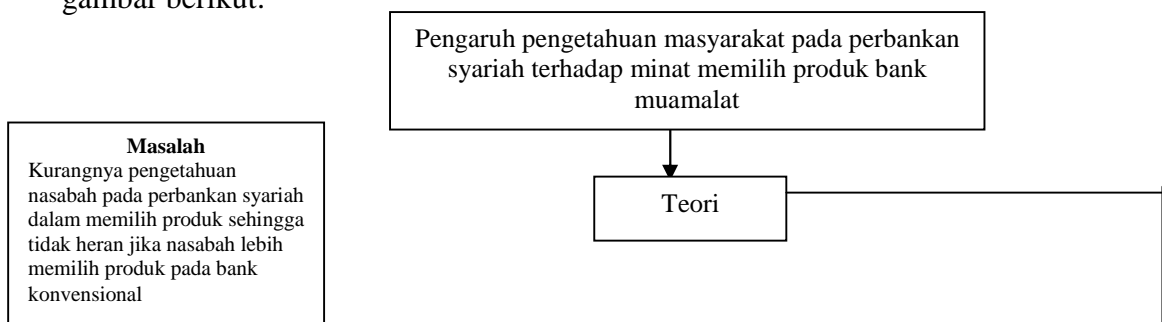 gambar berikut:
Pengaruh pengetahuan masyarakat pada perbankan
syariah terhadap minat memilih produk bank
muamalat
Masalah
Kurangnya pengetahuan
nasabah pada perbankan syariah
dalam memilih produk sehingga
tidak heran jika nasabah lebih
memilih produk pada bank
konvensional
Teori